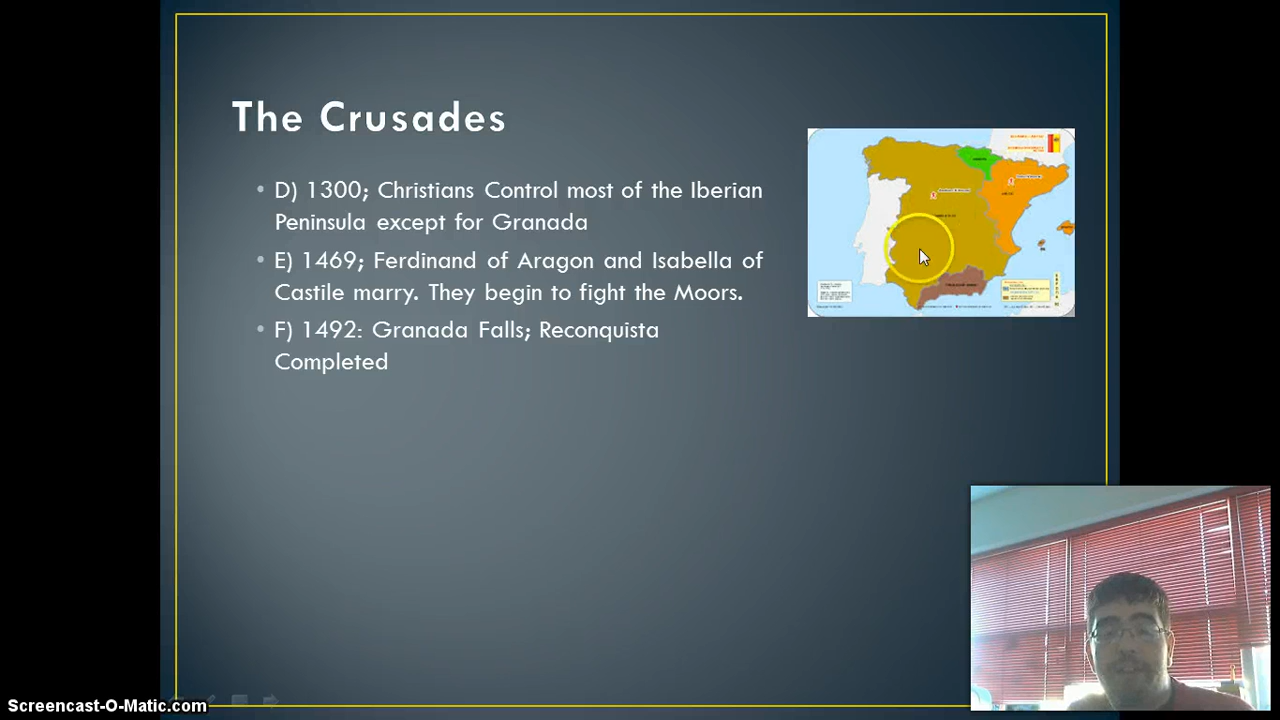 The Crusades
• D) 1300; Christians Control most of the Iberian
Peninsula except for Granada
• E) 1469; Ferdinand of Aragon and Isabella of
Castile marry. They begin to fight the Moors.
• F) 1492: Granada Falls; Reconquista
Completed
Screencast-O-Matic.com